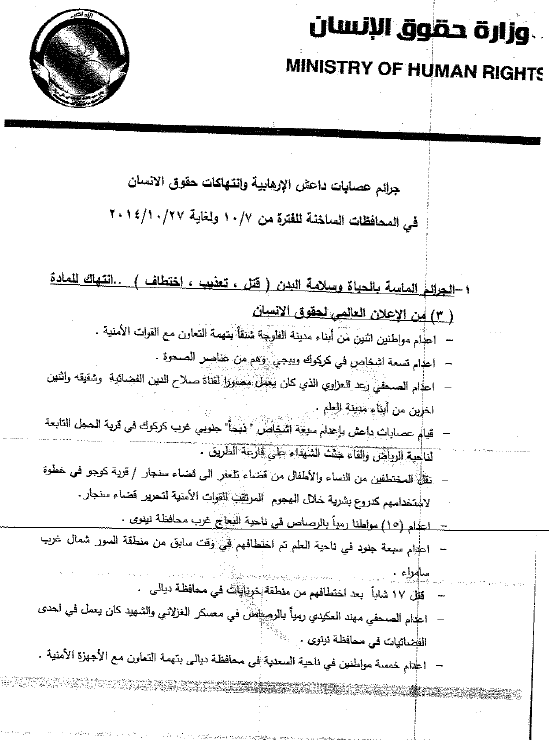 وزارة حقوق الإنسان
MINISTRY OF HUMAN RIGHTS
جرائم عصابات داعش الإرهابية وانتهاكات حقوق الانسان
في المحافظات الساخنة للفترة من ١٠/٧ ولغاية ٢٠١٤/١٠/٢٧
١-الجرائم الماسة بالحياة وسلامة البدن ( قتل ، تعذيب ، اختطاف ) ..انتهاك للمادة
( ٣ ) من الإعلان العالمي لحقوق الانسان
- اعدام مواطنين اثنين من أبناء مدينة الفلوجة شنقاً بتهمة التعاون مع القوات الأمنية .
- اعدام تسعة اشخاص في كركوك وبيجي وهم من عناصر الصحوة .
- اعدام الصحفي رعد العزاوي الذي كان يعمل مصورا لقناة صلاح الدين الفضائية وشقيقه واثنين
اخرين من أبناء مدينة العلم .
- قيام عصابات داعش بإعدام سبعة اشخاص " ذبحاً" جنوبي غرب كركوك في قرية الحجل التابعة
لناحية الرياض والقاء جثث الشهداء على قارعة الطريق .
- نقل المختطفين من النساء والأطفال من قضاء تلعفر الى قضاء سنجار / قرية كوجو في خطوة
لاستخدامهم كدروع بشرية خلال الهجوم المرتقب للقوات الأمنية لتحرير قضاء سنجار .
- اعدام (١٥) مواطنا رمياً بالرصاص في ناحية البعاج غرب محافظة نينوى .
- اعدام سبعة جنود في ناحية العلم تم اختطافهم في وقت سابق من منطقة الصور شمال غرب
سامراء .
- قتل ١٧ شاباً بعد اختطافهم من منطقة خرنابات في محافظة ديالى .
- اعدام الصحفي مهند العكيدي رمياً بالرصاص في معسكر الغزلاني والشهيد كان يعمل في احدى
الفضائيات في محافظة نينوى .
- اعدام خمسة مواطنين في ناحية السعدية في محافظة ديالى بتهمة التعاون مع الأجهزة الأمنية .